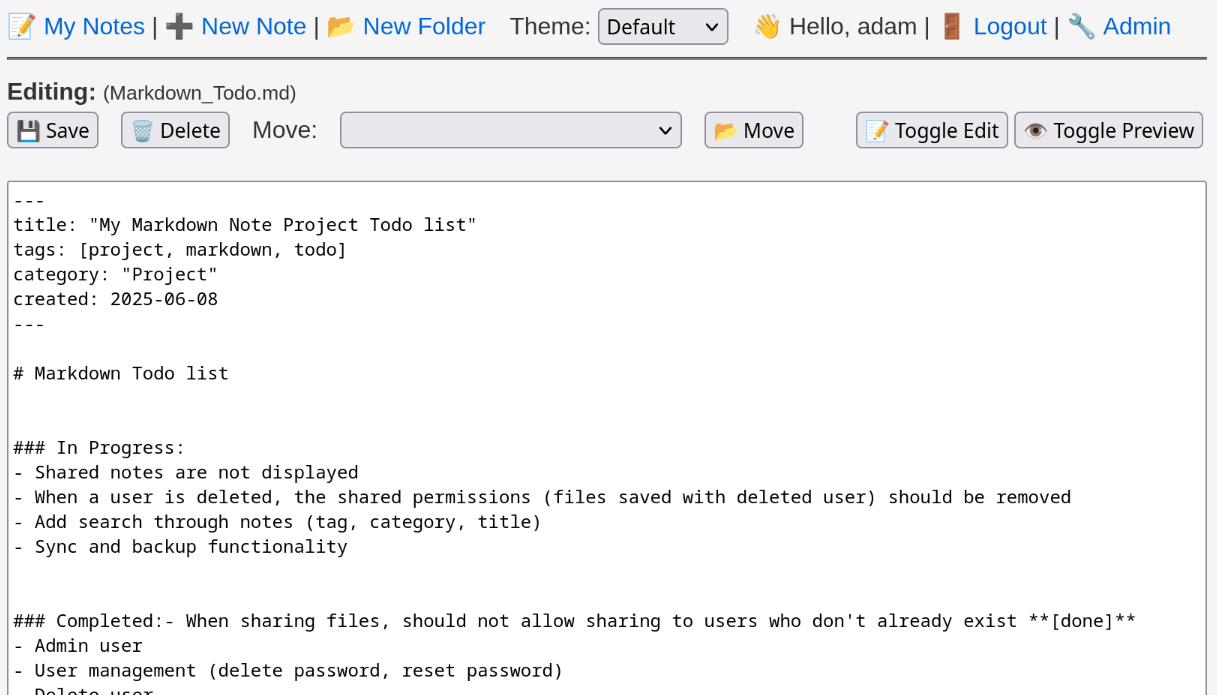 My Notes | New Note | New Folder Theme: Default Hello, adam | Logout | Admin
Editing: (Markdown_Todo.md)
Save Delete Move: Move Toggle Edit Toggle Preview
---
title: "My Markdown Note Project Todo list"
tags: [project, markdown, todo]
category: "Project"
created: 2025-06-08
---
# Markdown Todo list
### In Progress:
- Shared notes are not displayed
- When a user is deleted, the shared permissions (files saved with deleted user) should be removed
- Add search through notes (tag, category, title)
- Sync and backup functionality
### Completed:- When sharing files, should not allow sharing to users who don't already exist **[done]**
- Admin user
- User management (delete password, reset password)
- Delete user